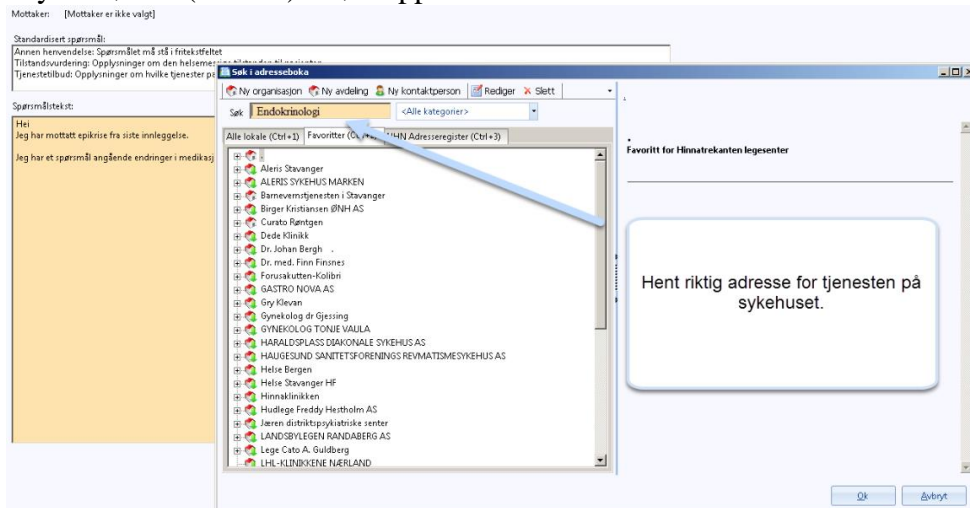 Mottaker: [Mottaker er ikke valgt]
Standardisert spørsmål:
Annen henvendelse: Spørsmålet må stå i fritekstfeltet
Tilstandsvurdering: Opplysninger om den helsemessige tilstanden til pasienten
Tjenestetilbud: Opplysninger om hvilke tjenester
Spørsmålstekst:
Hei
Jeg har mottatt epikrise fra siste innleggelse.
Jeg har et spørsmål angående endringer i medikasj
Søk i adresseboka
Ny organisasjon Ny avdeling Ny kontaktperson Rediger Slett
Søk Endokrinologi <Alle kategorier>
Alle lokale (Ctrl+1) Favoritter NHN Adresseregister (Ctrl+3)
.
Aleris Stavanger
ALERIS SYKEHUS MARKEN
Barnevernstjenesten i Stavanger
Birger Kristiansen ØNH AS
Curato Røntgen
Dede Klinikk
Dr. Johan Bergh .
Dr. med. Finn Finsnes
Forusakutten-Kolibri
GASTRO NOVA AS
Gry Klevan
Gynekolog dr Gjessing
GYNEKOLOG TONJE VAULA
HARALDSPLASS DIAKONALE SYKEHUS AS
HAUGESUND SANITETSFORENINGS REVMATISMESYKEHUS AS
Helse Bergen
Helse Stavanger HF
Hinnaklinikken
Hudlege Freddy Hestholm AS
Jæren distriktspsykiatriske senter
LANDSBYLEGEN RANDABERG AS
Lege Cato A. Guldberg
LHL-KLINIKKENE NÆRLAND
.
Favoritt for Hinnatrekanten legesenter
Hent riktig adresse for tjenesten på
sykehuset.
Ok Avbryt